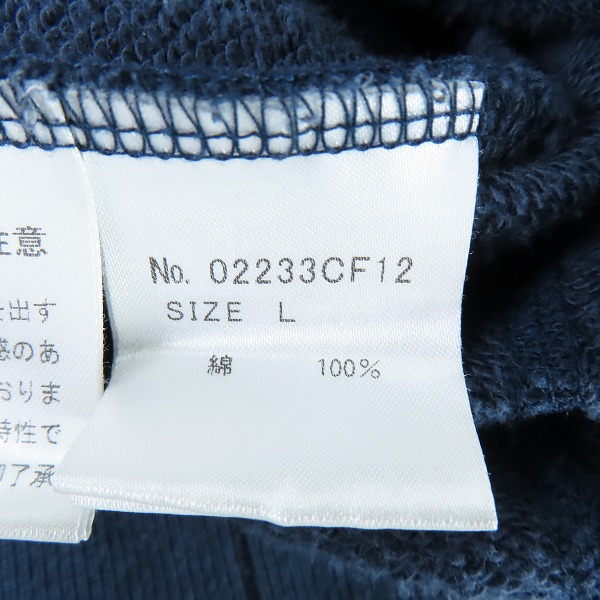 注意
を出す
感のあ
おりま
特性で
了承
No. 02233CF12
SIZE L
綿 100%